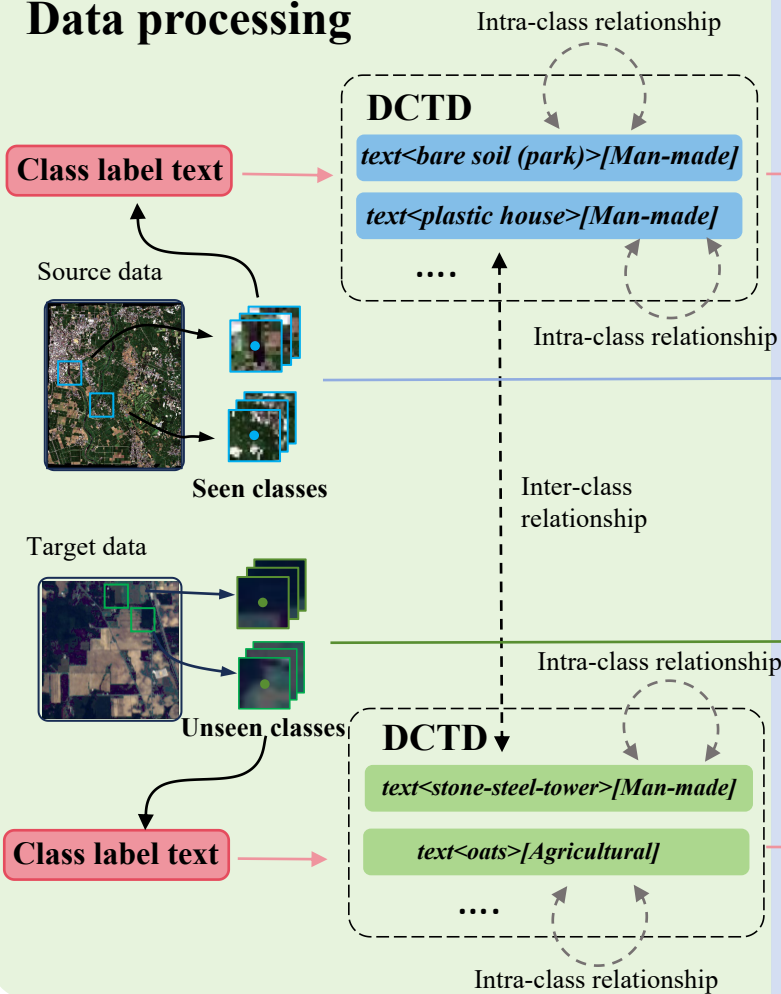 Data processing
Intra-class relationship
DCTD
Class label text
text<bare soil (park)>[Man-made]
text<plastic house>[Man-made]
....
Source data
Intra-class relationship
Seen classes
Inter-class
relationship
Target data
Intra-class relationship
Unseen classes
DCTD
text<stone-steel-tower>[Man-made]
Class label text
text<oats>[Agricultural]
....
Intra-class relationship